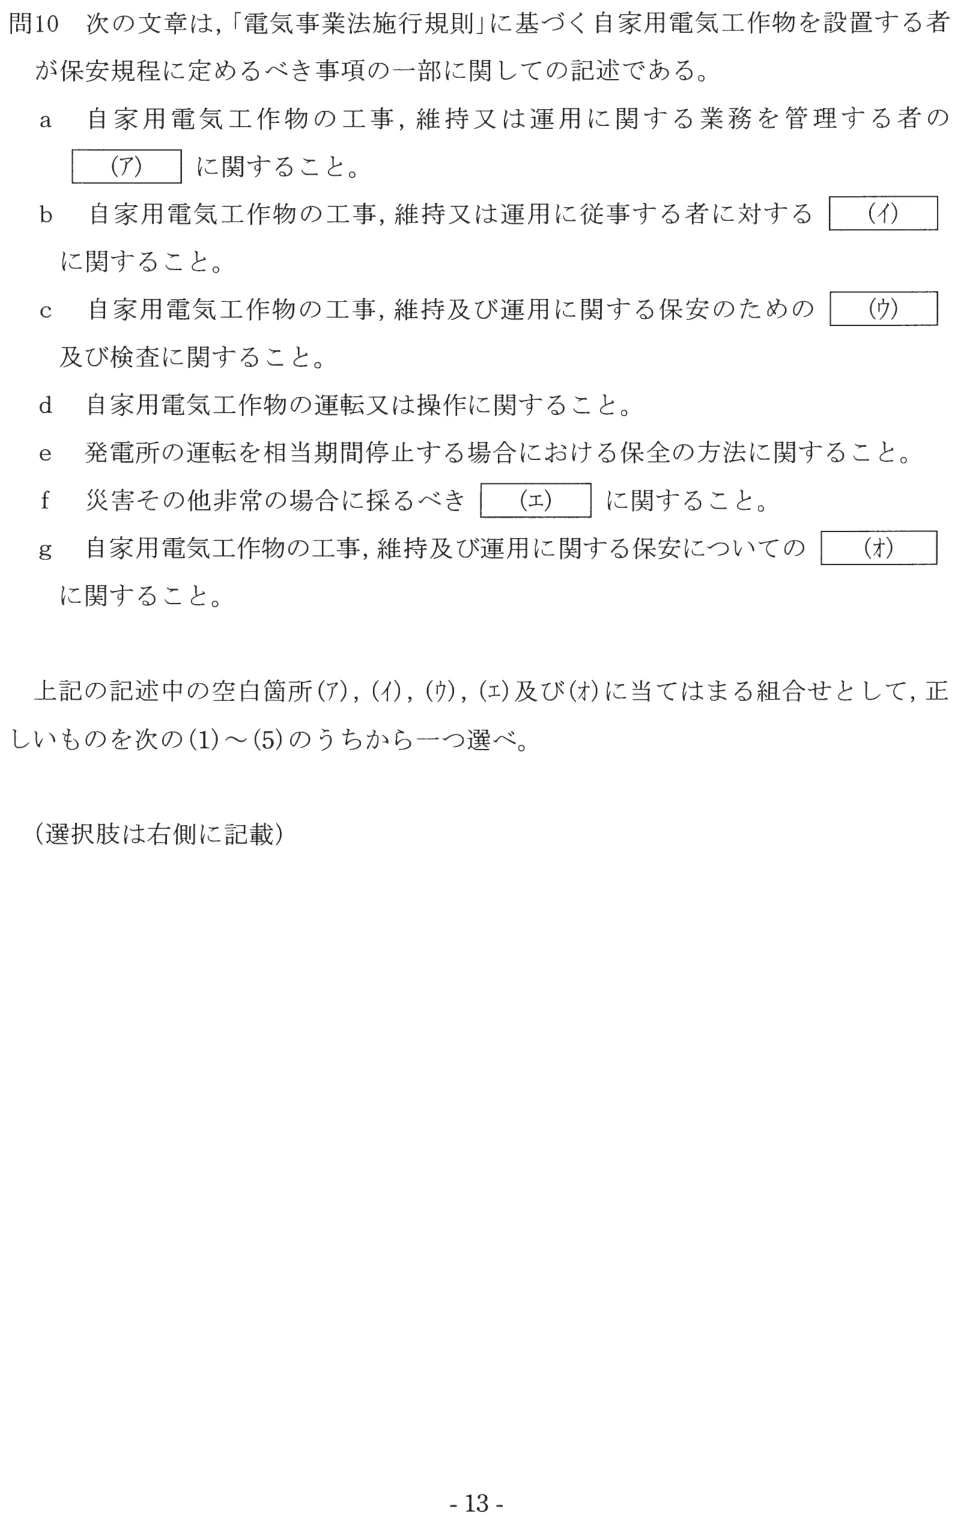 問10　次の文章は，「電気事業法施行規則」に基づく自家用電気工作物を設置する者
が保安規程に定めるべき事項の一部に関しての記述である。
a　自家用電気工作物の工事，維持又は運用に関する業務を管理する者の
(ア) に関すること。
b　自家用電気工作物の工事，維持又は運用に従事する者に対する (イ)
に関すること。
c　自家用電気工作物の工事，維持及び運用に関する保安のための (ウ)
及び検査に関すること。
d　自家用電気工作物の運転又は操作に関すること。
e　発電所の運転を相当期間停止する場合における保全の方法に関すること。
f　災害その他非常の場合に採るべき (エ) に関すること。
g　自家用電気工作物の工事，維持及び運用に関する保安についての (オ)
に関すること。
上記の記述中の空白箇所(ア)，(イ)，(ウ)，(エ)及び(オ)に当てはまる組合せとして，正
しいものを次の(1)～(5)のうちから一つ選べ。
（選択肢は右側に記載）
- 13 -